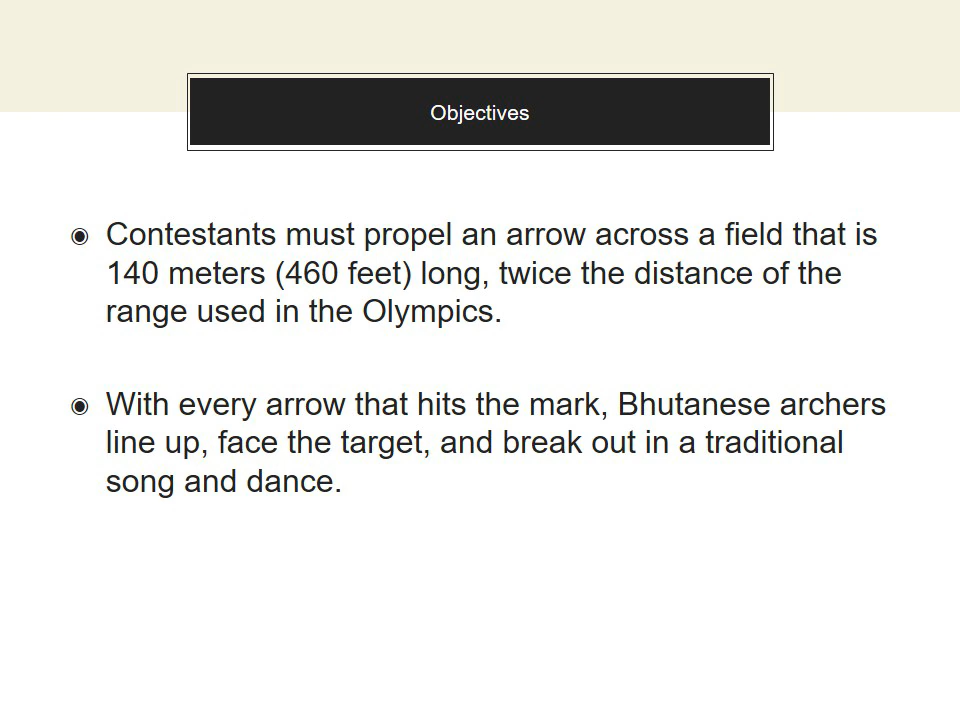 Objectives
◉ Contestants must propel an arrow across a field that is
140 meters (460 feet) long, twice the distance of the
range used in the Olympics.
◉ With every arrow that hits the mark, Bhutanese archers
line up, face the target, and break out in a traditional
song and dance.